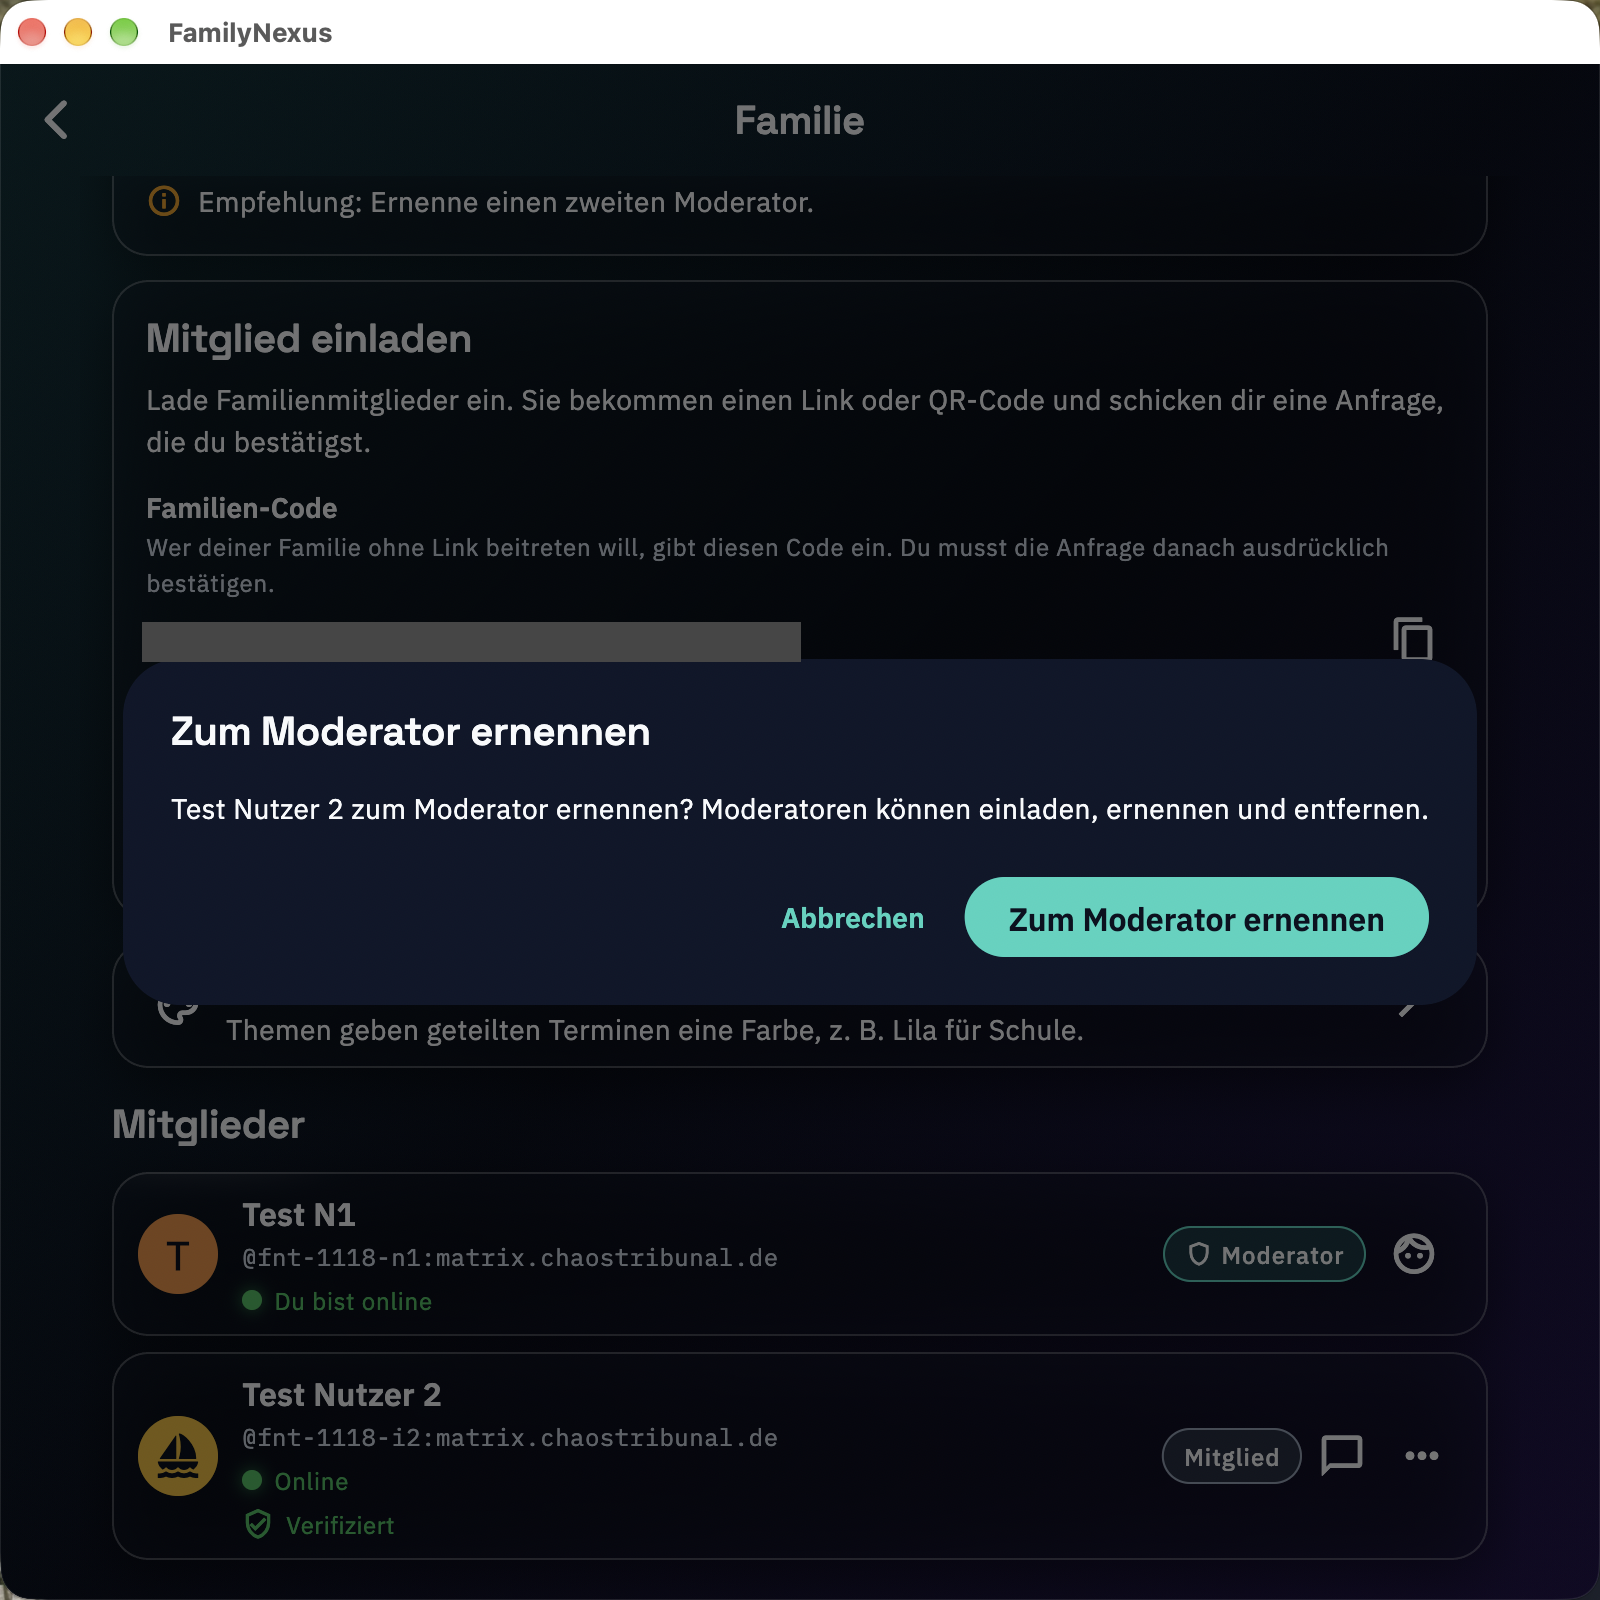 FamilyNexus
Familie
Empfehlung: Ernenne einen zweiten Moderator.
Mitglied einladen
Lade Familienmitglieder ein. Sie bekommen einen Link oder QR-Code und schicken dir eine Anfrage,
die du bestätigst.
Familien-Code
Wer deiner Familie ohne Link beitreten will, gibt diesen Code ein. Du musst die Anfrage danach ausdrücklich
bestätigen.
Zum Moderator ernennen
Test Nutzer 2 zum Moderator ernennen? Moderatoren können einladen, ernennen und entfernen.
Abbrechen
Zum Moderator ernennen
Themen geben geteilten Terminen eine Farbe, z. B. Lila für Schule.
Mitglieder
T
Test N1
@fnt-1118-n1:matrix.chaostribunal.de
Du bist online
Moderator
Test Nutzer 2
@fnt-1118-i2:matrix.chaostribunal.de
Online
Verifiziert
Mitglied